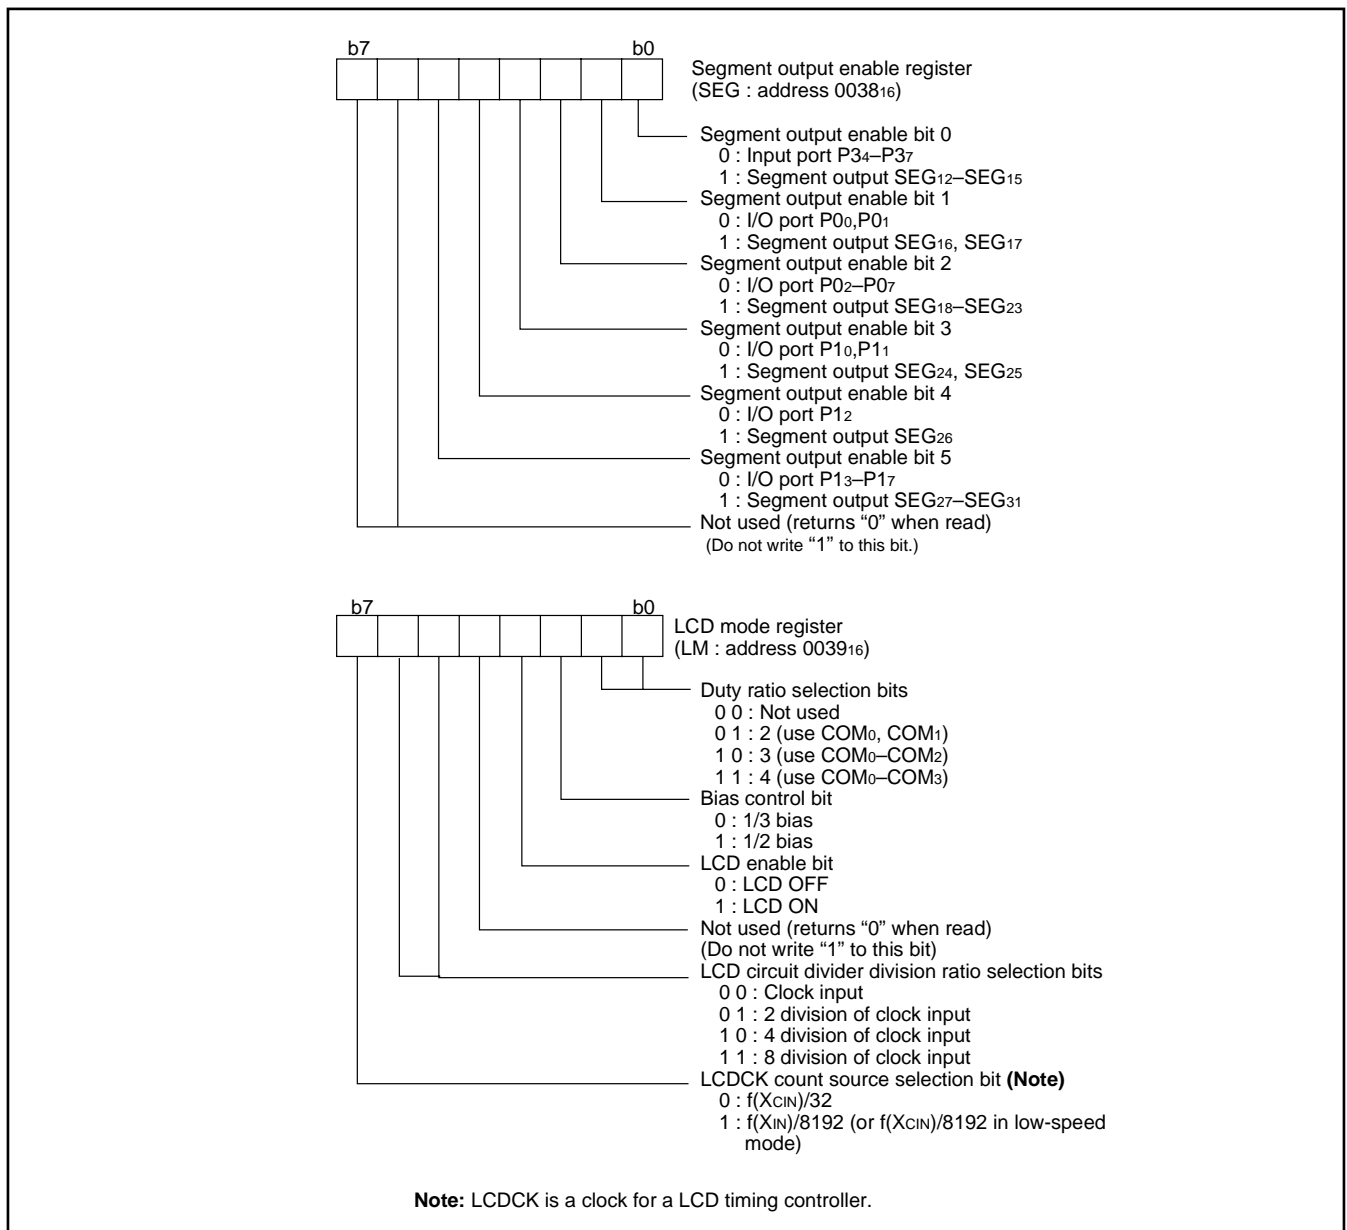 b7 b0
Segment output enable register
(SEG : address 003816)
Segment output enable bit 0
0 : Input port P34–P37
1 : Segment output SEG12–SEG15
Segment output enable bit 1
0 : I/O port P00,P01
1 : Segment output SEG16, SEG17
Segment output enable bit 2
0 : I/O port P02–P07
1 : Segment output SEG18–SEG23
Segment output enable bit 3
0 : I/O port P10,P11
1 : Segment output SEG24, SEG25
Segment output enable bit 4
0 : I/O port P12
1 : Segment output SEG26
Segment output enable bit 5
0 : I/O port P13–P17
1 : Segment output SEG27–SEG31
Not used (returns “0” when read)
(Do not write “1” to this bit.)
b7 b0
LCD mode register
(LM : address 003916)
Duty ratio selection bits
0 0 : Not used
0 1 : 2 (use COM0, COM1)
1 0 : 3 (use COM0–COM2)
1 1 : 4 (use COM0–COM3)
Bias control bit
0 : 1/3 bias
1 : 1/2 bias
LCD enable bit
0 : LCD OFF
1 : LCD ON
Not used (returns “0” when read)
(Do not write “1” to this bit)
LCD circuit divider division ratio selection bits
0 0 : Clock input
0 1 : 2 division of clock input
1 0 : 4 division of clock input
1 1 : 8 division of clock input
LCDCK count source selection bit (Note)
0 : f(XCIN)/32
1 : f(XIN)/8192 (or f(XCIN)/8192 in low-speed
mode)
Note: LCDCK is a clock for a LCD timing controller.